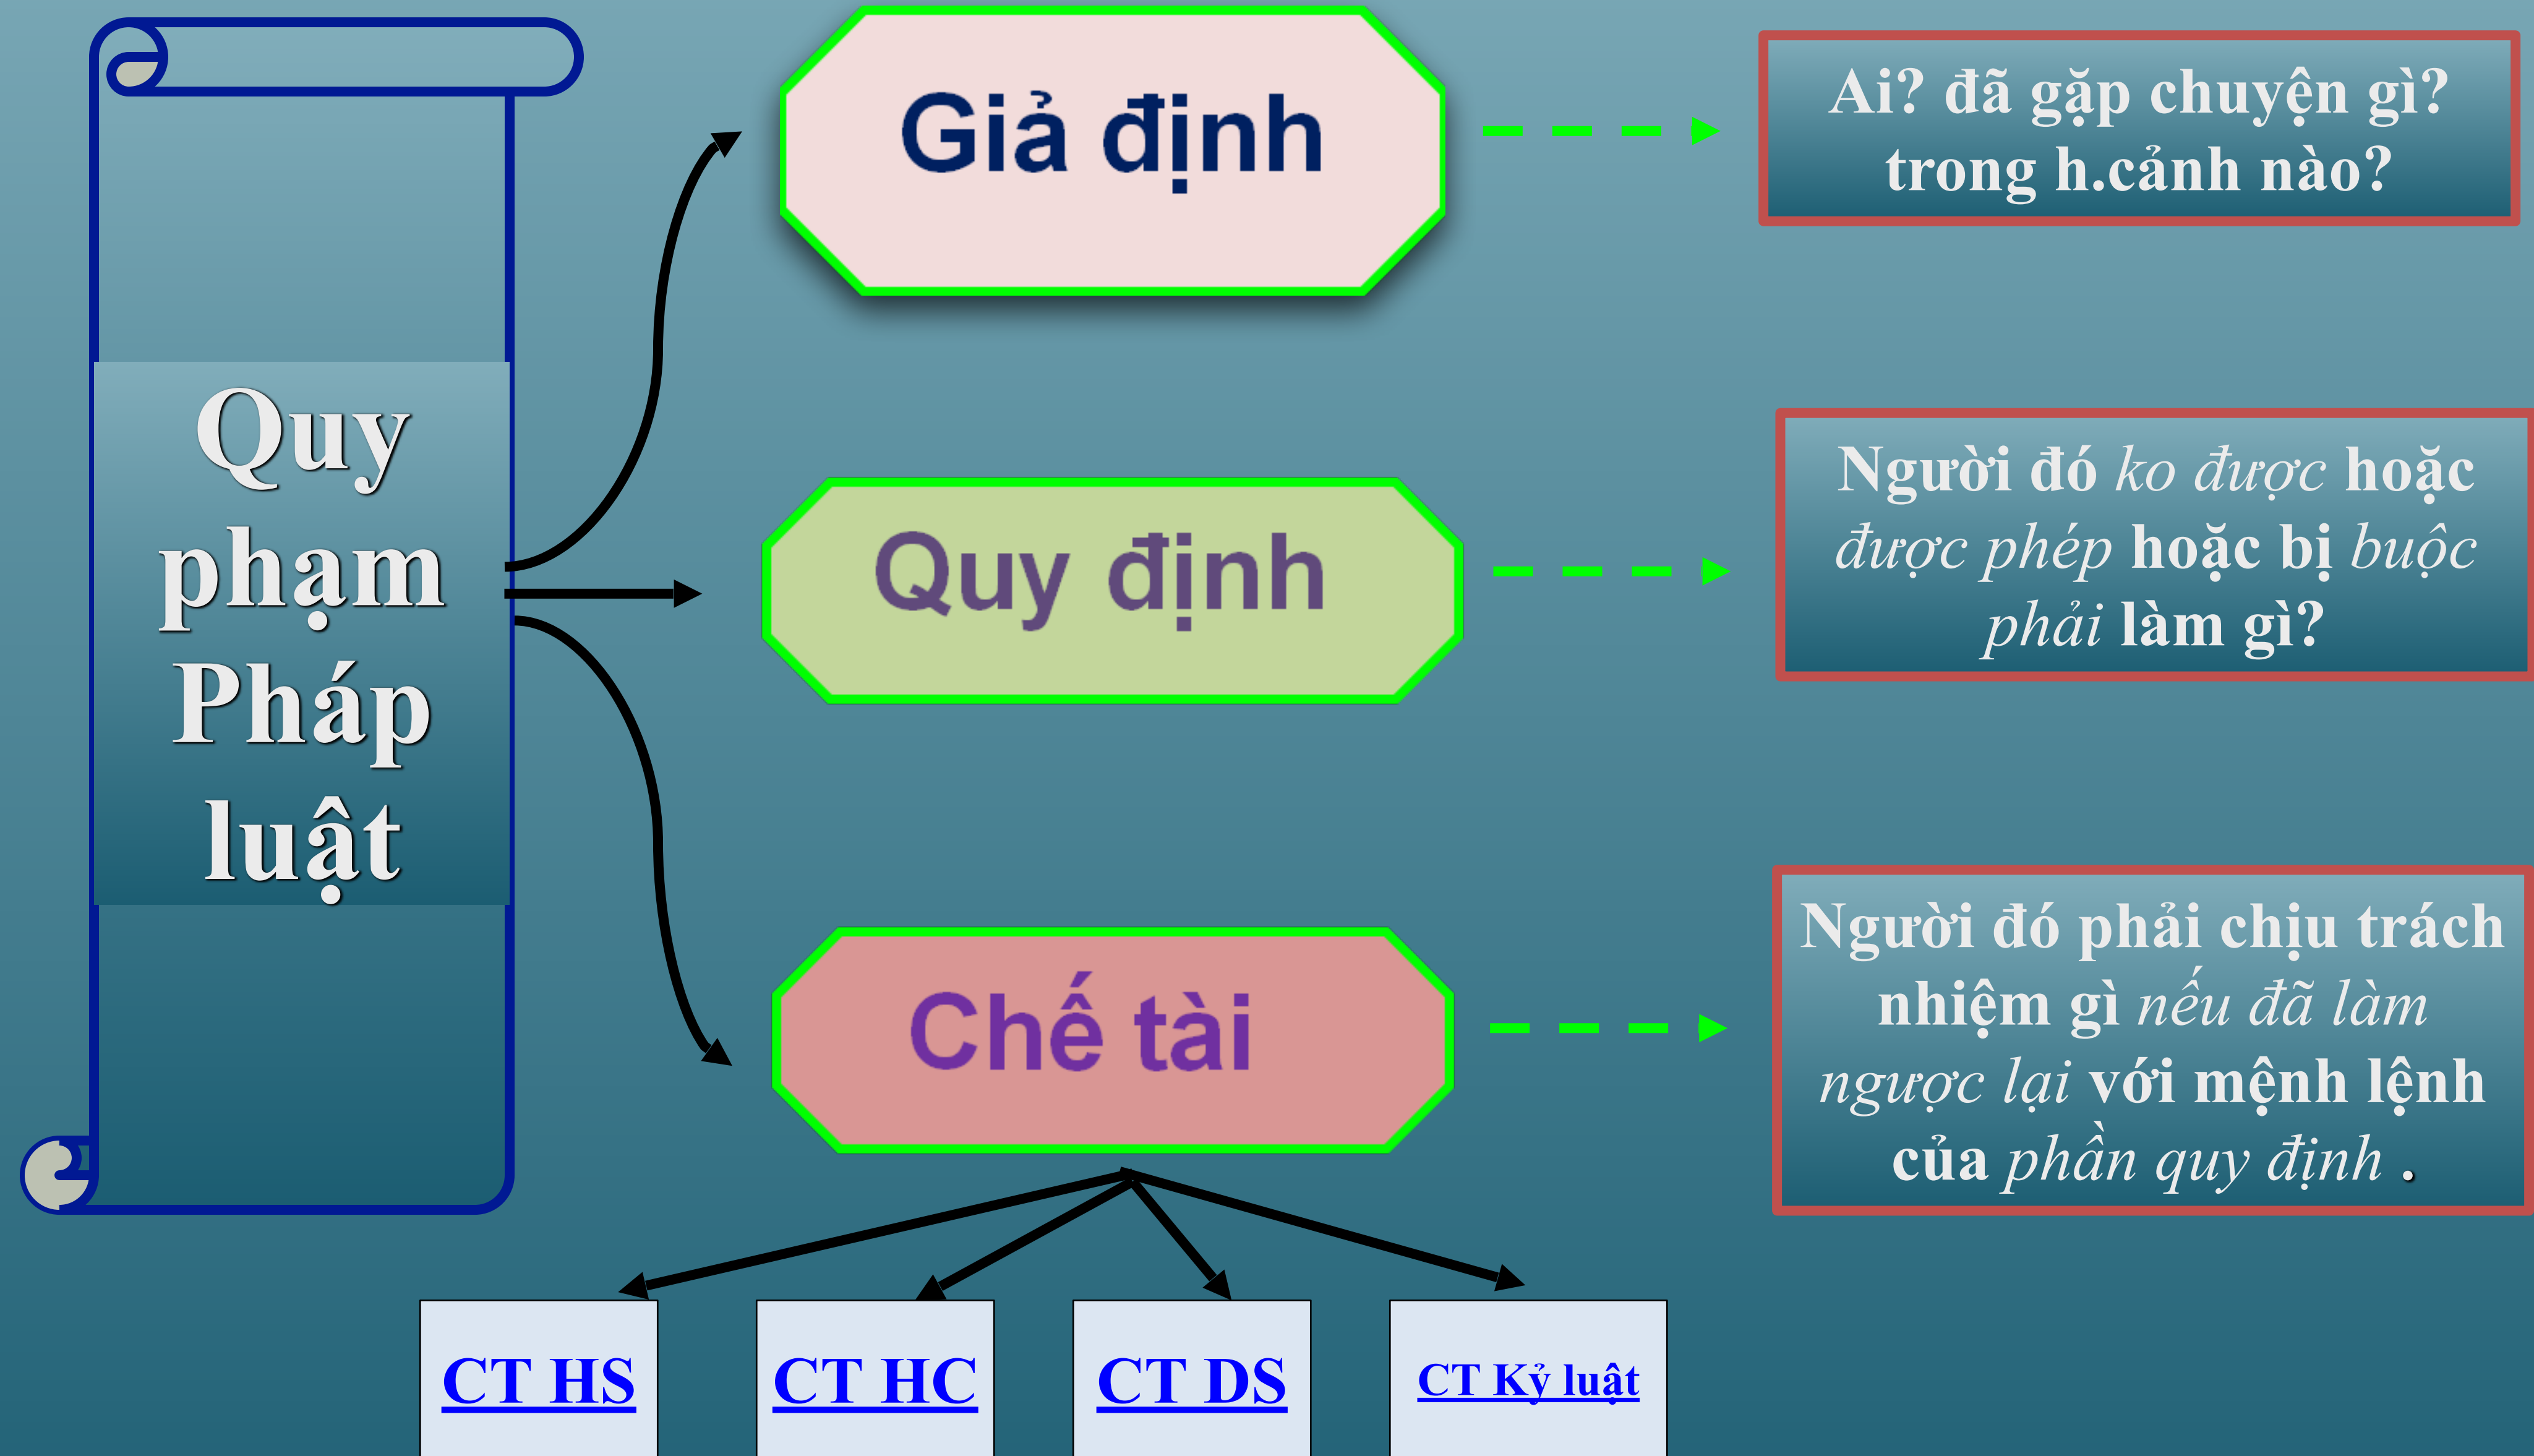 Quy
phạm
Pháp
luật
Giả định
Ai? đã gặp chuyện gì?
trong h.cảnh nào?
Quy định
Người đó ko được hoặc
được phép hoặc bị buộc
phải làm gì?
Chế tài
Người đó phải chịu trách
nhiệm gì nếu đã làm
ngược lại với mệnh lệnh
của phần quy định .
CT HS
CT HC
CT DS
CT Kỷ luật